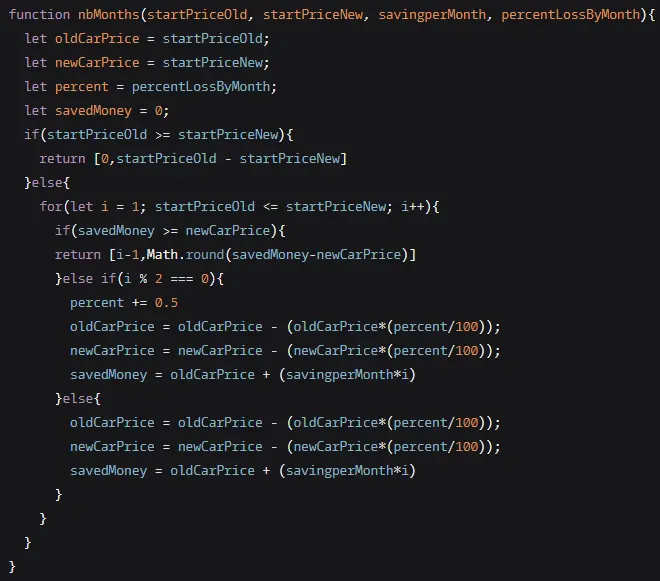 function nbMonths(startPriceOld, startPriceNew, savingperMonth, percentLossByMonth){
  let oldCarPrice = startPriceOld;
  let newCarPrice = startPriceNew;
  let percent = percentLossByMonth;
  let savedMoney = 0;
  if(startPriceOld >= startPriceNew){
    return [0,startPriceOld - startPriceNew]
  }else{
    for(let i = 1; startPriceOld <= startPriceNew; i++){
      if(savedMoney >= newCarPrice){
      return [i-1,Math.round(savedMoney-newCarPrice)]
      }else if(i % 2 === 0){
        percent += 0.5
        oldCarPrice = oldCarPrice - (oldCarPrice*(percent/100));
        newCarPrice = newCarPrice - (newCarPrice*(percent/100));
        savedMoney = oldCarPrice + (savingperMonth*i)
      }else{
        oldCarPrice = oldCarPrice - (oldCarPrice*(percent/100));
        newCarPrice = newCarPrice - (newCarPrice*(percent/100));
        savedMoney = oldCarPrice + (savingperMonth*i)
      }
    }
  }
}